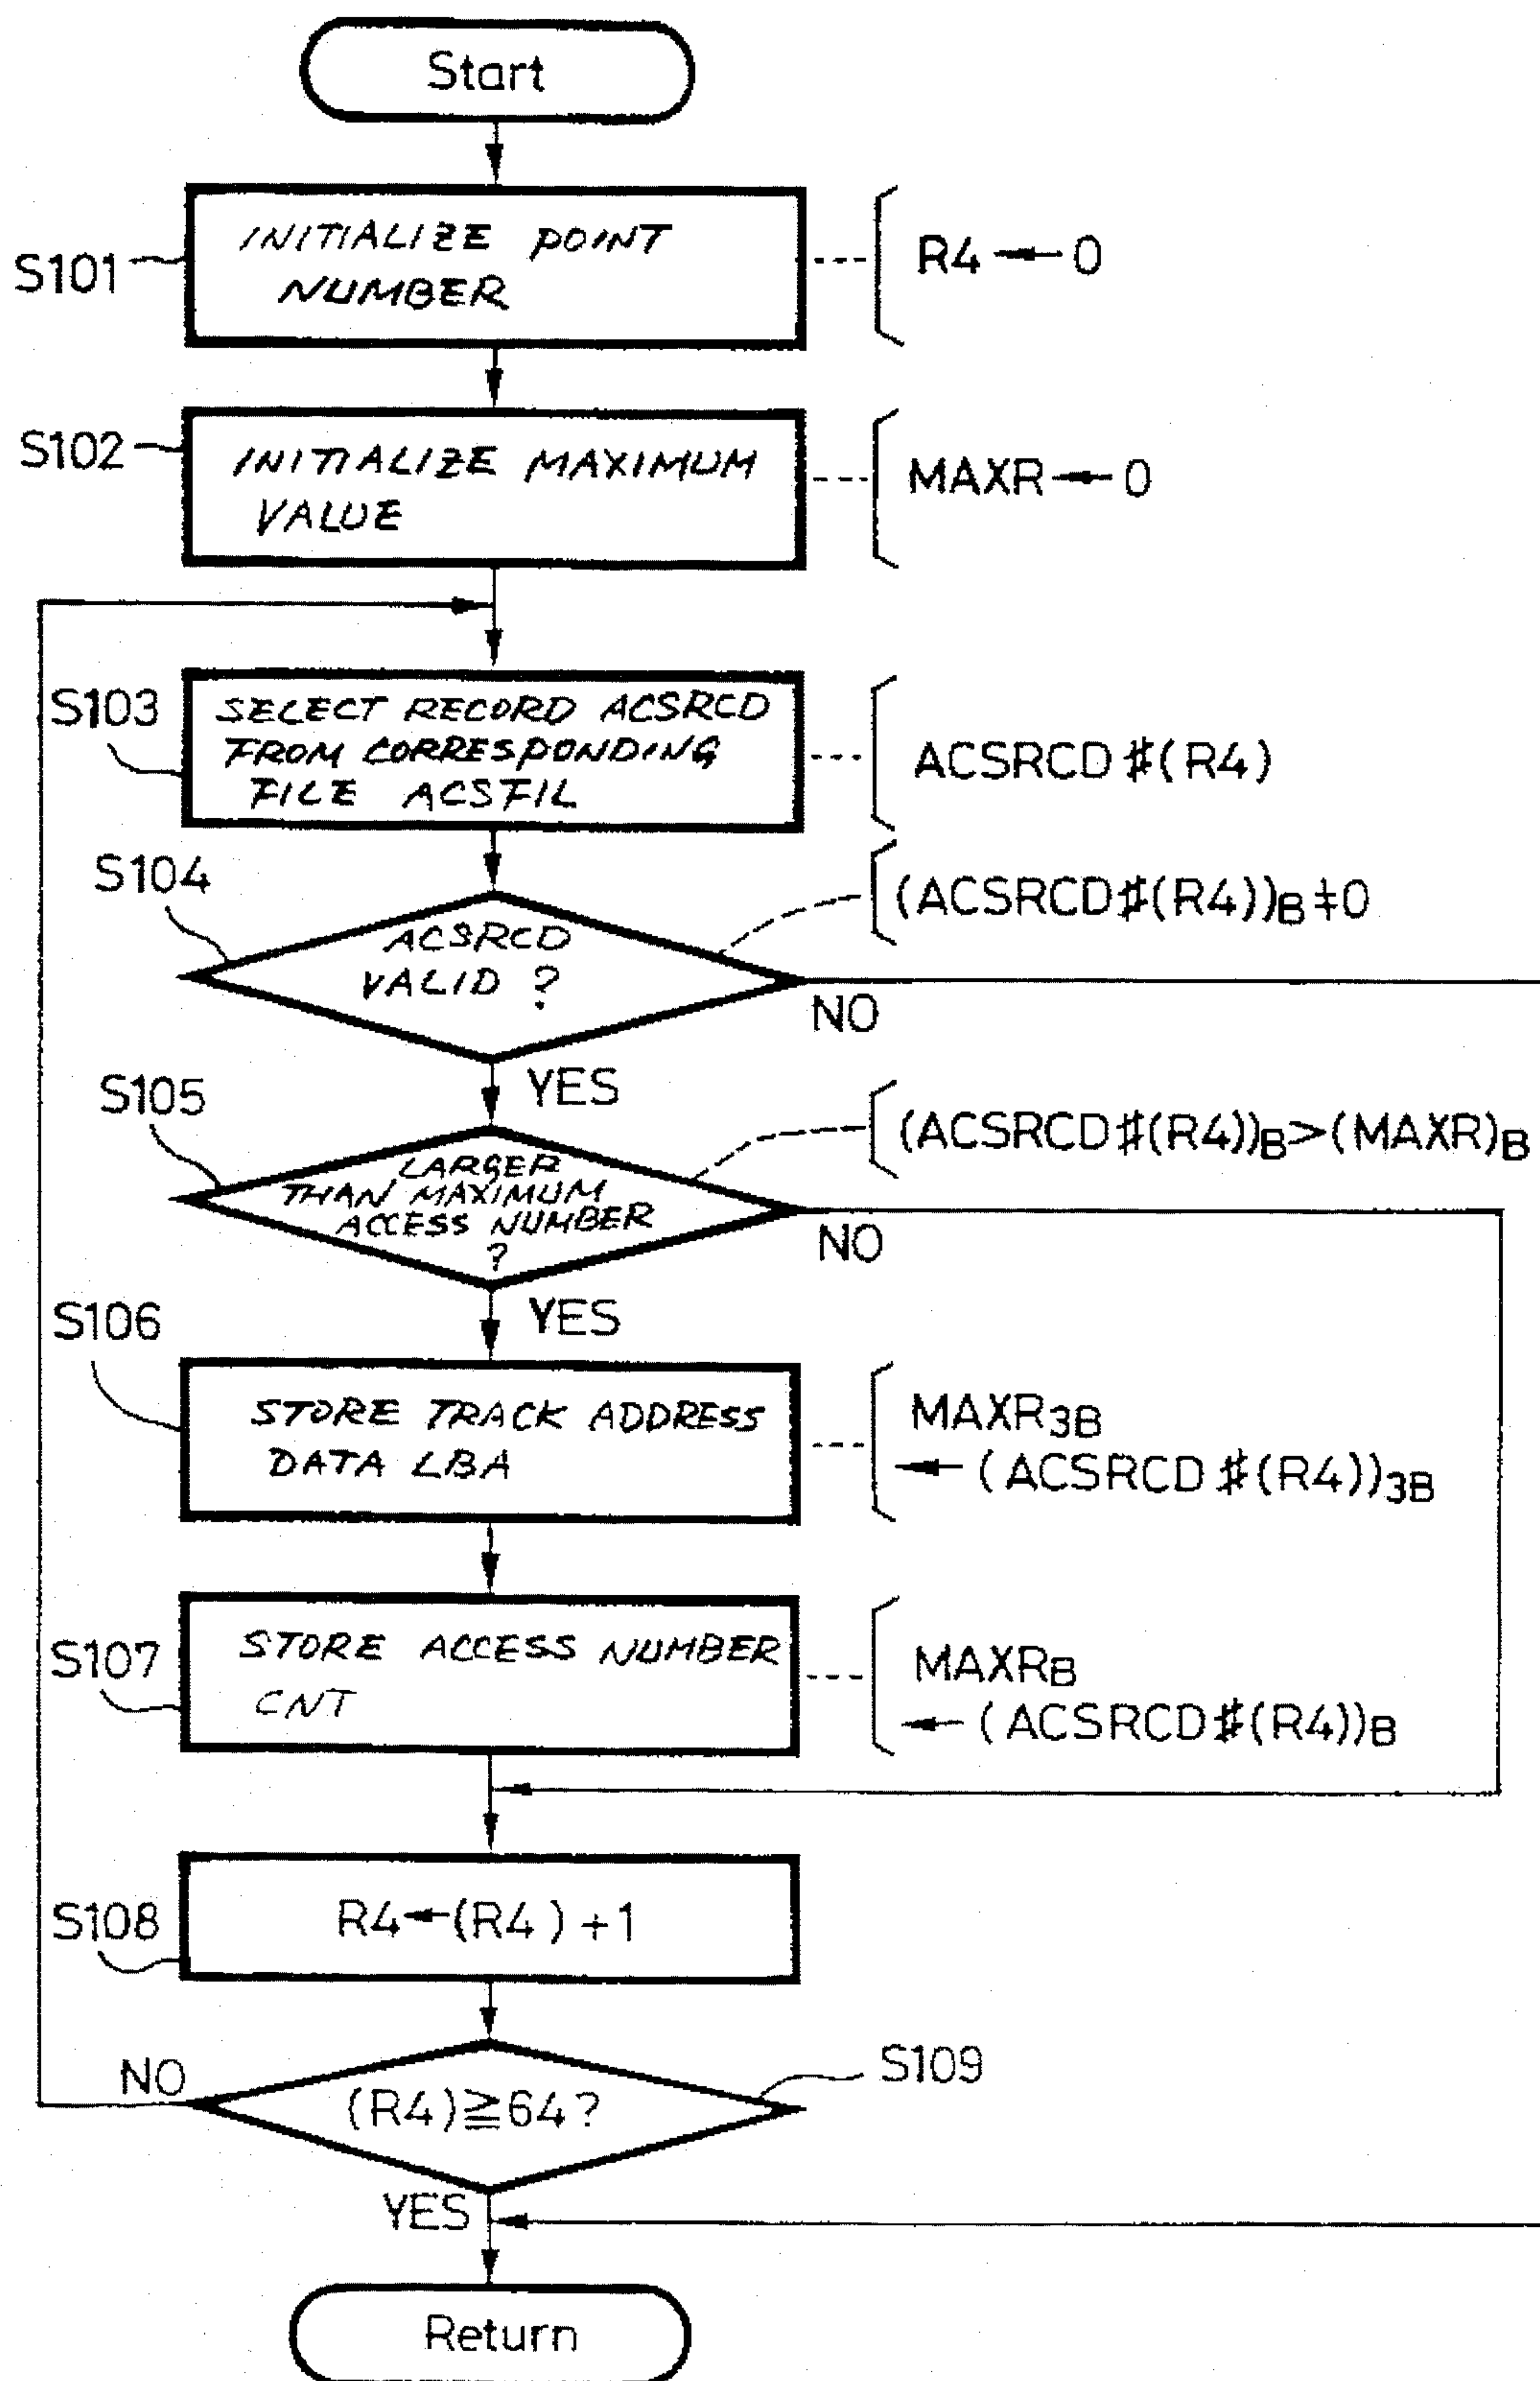 Start
S101
INITIALIZE POINT
NUMBER
R4 ← 0
S102
INITIALIZE MAXIMUM
VALUE
MAXR ← 0
S103
SELECT RECORD ACSRCD
FROM CORRESPONDING
FILE ACSFIL
ACSRCD #(R4)
S104
ACSRCD
VALID ?
(ACSRCD#(R4))B ≠0
NO
YES
S105
LARGER
THAN MAXIMUM
ACCESS NUMBER
?
(ACSRCD#(R4))B>(MAXR)B
NO
YES
S106
STORE TRACK ADDRESS
DATA LBA
MAXR3B
← (ACSRCD #(R4))3B
S107
STORE ACCESS NUMBER
CNT
MAXRB
← (ACSRCD#(R4))B
S108
R4←(R4) +1
S109
NO
(R4)≧64?
YES
Return